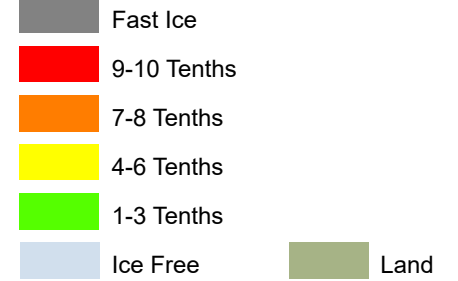 Fast Ice
9-10 Tenths
7-8 Tenths
4-6 Tenths
1-3 Tenths
Ice Free Land